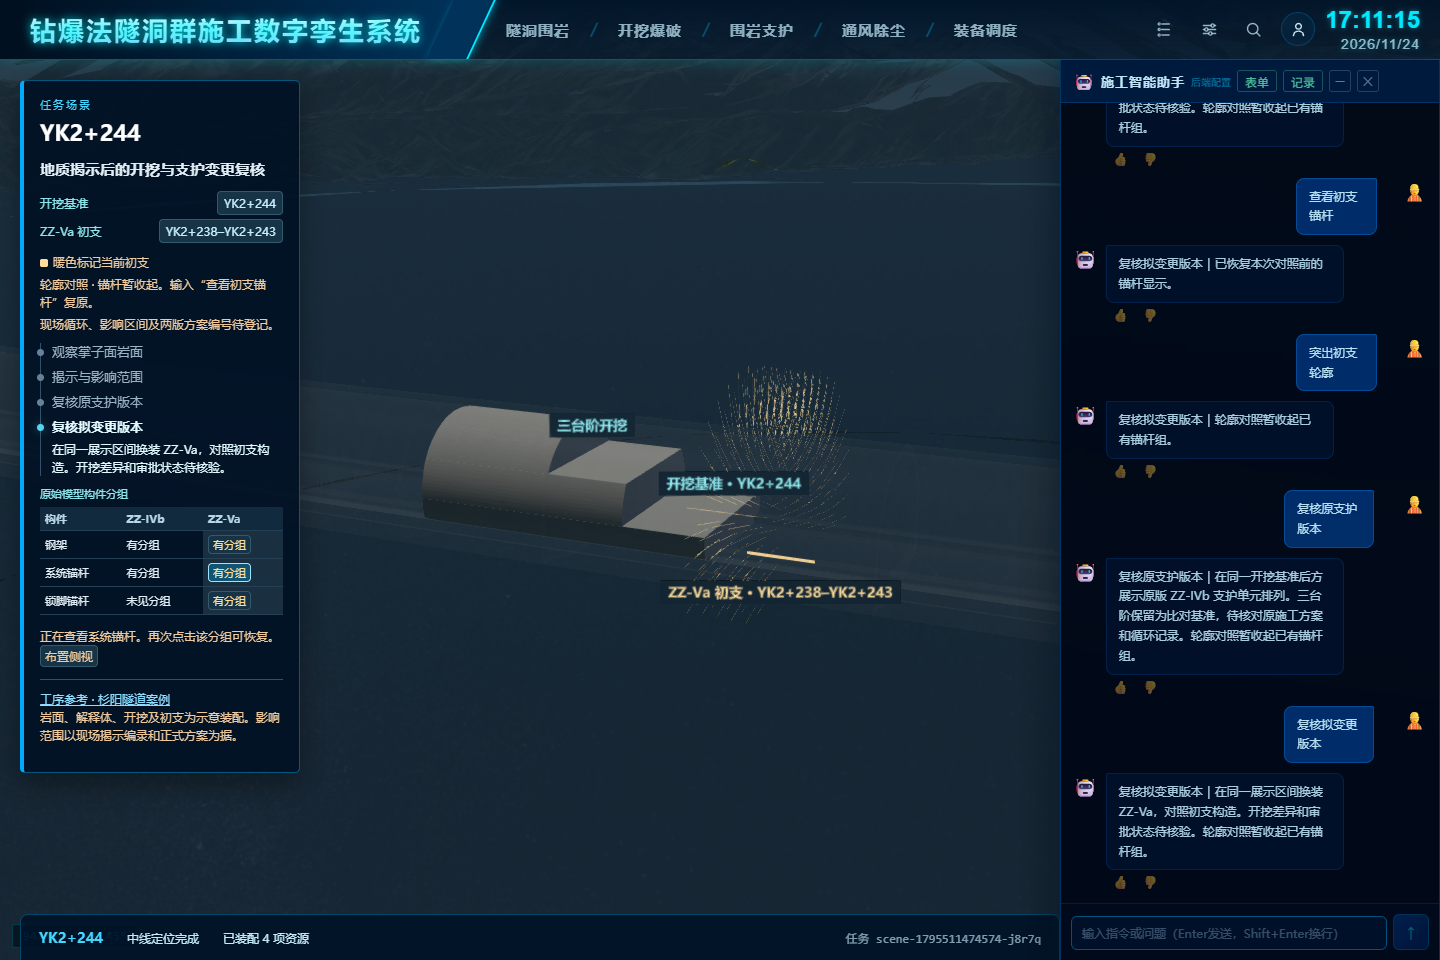 钻爆法隧洞群施工数字孪生系统
隧洞围岩 / 开挖爆破 / 围岩支护 / 通风除尘 / 装备调度
17:11:15
2026/11/24
任务场景
YK2+244
地质揭示后的开挖与支护变更复核
开挖基准 YK2+244
ZZ-Va 初支 YK2+238–YK2+243
暖色标记当前初支
轮廓对照 · 锚杆暂收起。输入“查看初支锚
杆”复原。
现场循环、影响区间及两版方案编号待登记。
观察掌子面岩面
揭示与影响范围
复核原支护版本
复核拟变更版本
在同一展示区间换装 ZZ-Va，对照初支构
造。开挖差异和审批状态待核验。
原始模型构件分组
构件 ZZ-IVb ZZ-Va
钢架 有分组 有分组
系统锚杆 有分组 有分组
锁脚锚杆 未见分组 有分组
正在查看系统锚杆。再次点击该分组可恢复。
布置侧视
工序参考 · 杉阳隧道案例
岩面、解释体、开挖及初支为示意装配。影响
范围以现场揭示编录和正式方案为据。
三台阶开挖
开挖基准 • YK2+244
ZZ-Va 初支 • YK2+238–YK2+243
YK2+244 中线定位完成 已装配 4 项资源
任务 scene-1795511474574-j8r7q
施工智能助手 后端配置 表单 记录
批状态待核验。轮廓对照暂收起已有锚
杆组。
查看初支
锚杆
复核拟变更版本 | 已恢复本次对照前的
锚杆显示。
突出初支
轮廓
复核拟变更版本 | 轮廓对照暂收起已
有锚杆组。
复核原支护
版本
复核原支护版本 | 在同一开挖基准后方
展示原版 ZZ-IVb 支护单元排列。三台
阶保留为比对基准，待核对原施工方案
和循环记录。轮廓对照暂收起已有锚杆
组。
复核拟变更
版本
复核拟变更版本 | 在同一展示区间换装
ZZ-Va，对照初支构造。开挖差异和审
批状态待核验。轮廓对照暂收起已有锚
杆组。
输入指令或问题（Enter发送，Shift+Enter换行）